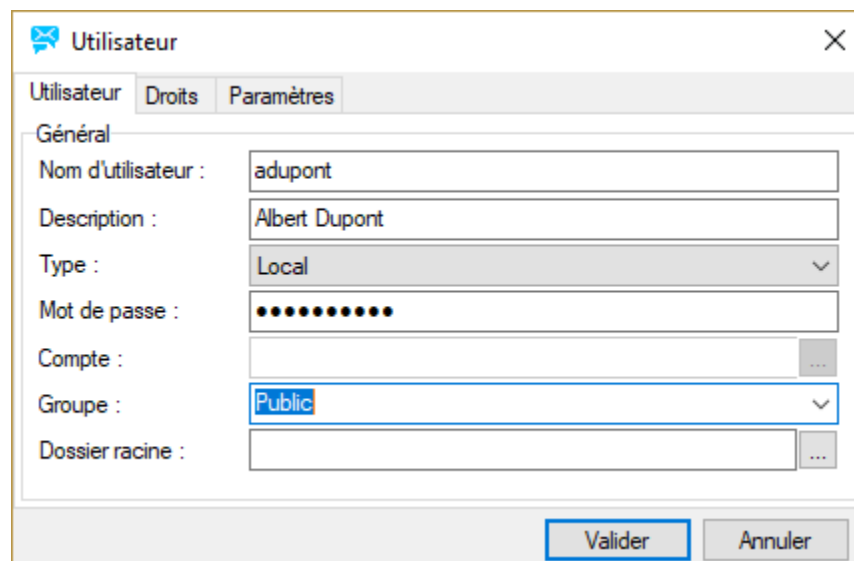 Utilisateur
Utilisateur Droits Paramètres
Général
Nom d'utilisateur : adupont
Description : Albert Dupont
Type : Local
Mot de passe : ●●●●●●●●●●
Compte : ...
Groupe : Public
Dossier racine : ...
Valider Annuler